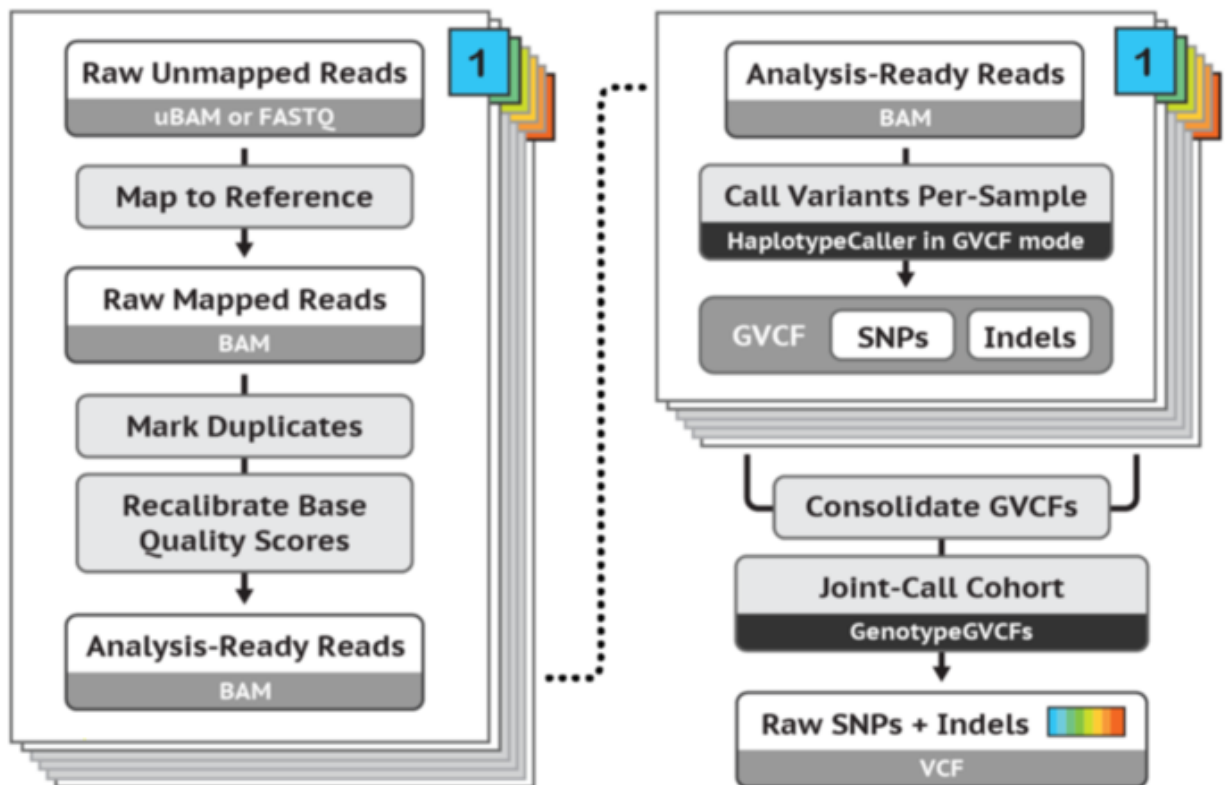 1
Raw Unmapped Reads
uBAM or FASTQ
Map to Reference
Raw Mapped Reads
BAM
Mark Duplicates
Recalibrate Base
Quality Scores
Analysis-Ready Reads
BAM
1
Analysis-Ready Reads
BAM
Call Variants Per-Sample
HaplotypeCaller in GVCF mode
GVCF SNPs Indels
Consolidate GVCFs
Joint-Call Cohort
GenotypeGVCFs
Raw SNPs + Indels
VCF